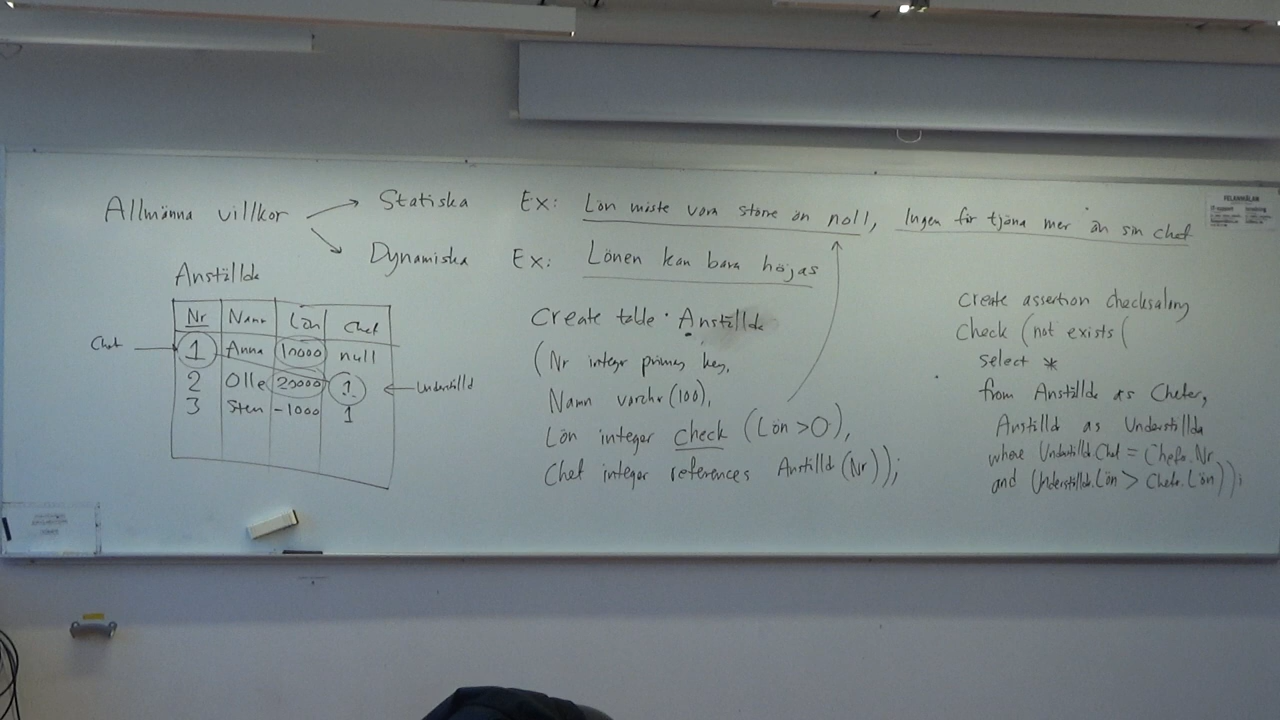 Allmänna villkor
Statiska
Ex: Lön måste vara större än noll, Ingen får tjäna mer än sin chef
Dynamiska
Ex: Lönen kan bara höjas
Anställda
Nr Namn Lön Chef
1 Anna 10000 null
2 Olle 20000 1
3 Sten -1000 1
Chef
Underställd
Create table Anställda
(Nr integer primary key,
Namn varchar (100),
Lön integer check (Lön > 0),
Chef integer references Anställda (Nr));
Create assertion checksalary
Check (not exists (
select *
from Anställda as Chefer,
Anställda as Underställda
where Underställda.Chef = Chefer.Nr
and Underställda.Lön > Chefer.Lön));
FELANMÄLAN